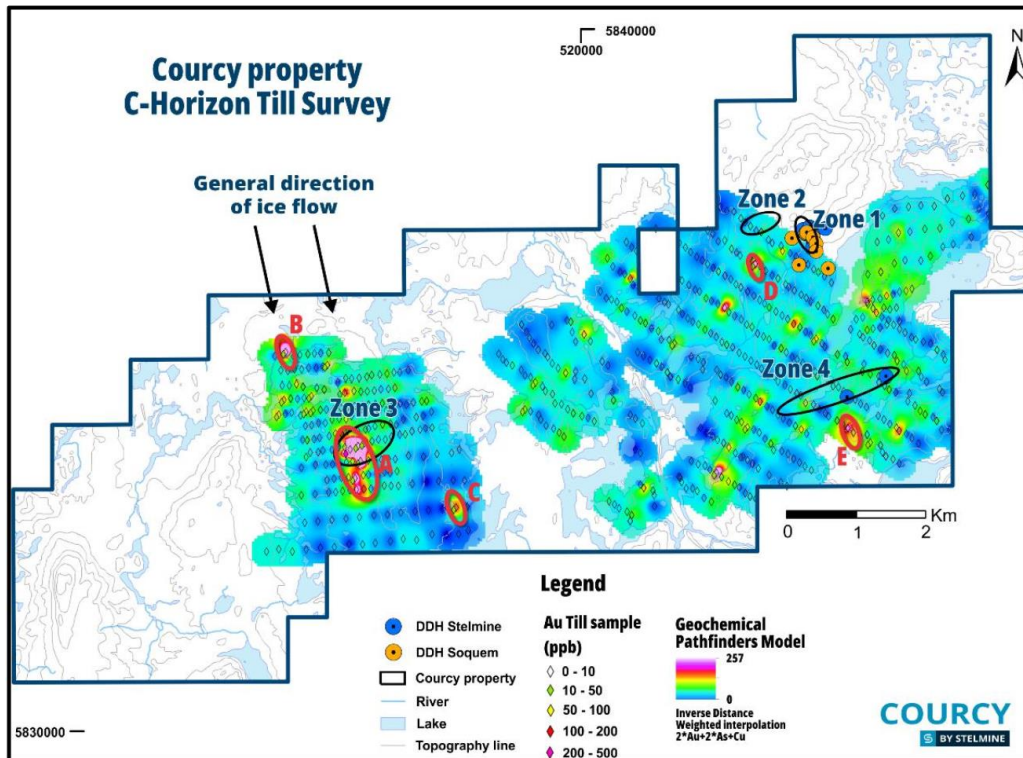 5840000
520000
N
Courcy property
C-Horizon Till Survey
General direction
of ice flow
Zone 2
Zone 1
D
B
Zone 4
Zone 3
A
E
C
0 1 2 Km
Legend
DDH Stelmine
DDH Soquem
Courcy property
River
Lake
Topography line
Au Till sample
(ppb)
0 - 10
10 - 50
50 - 100
100 - 200
200 - 500
Geochemical
Pathfinders Model
257
0
Inverse Distance
Weighted interpolation
2*Au+2*As+Cu
5830000
COURCY
S BY STELMINE